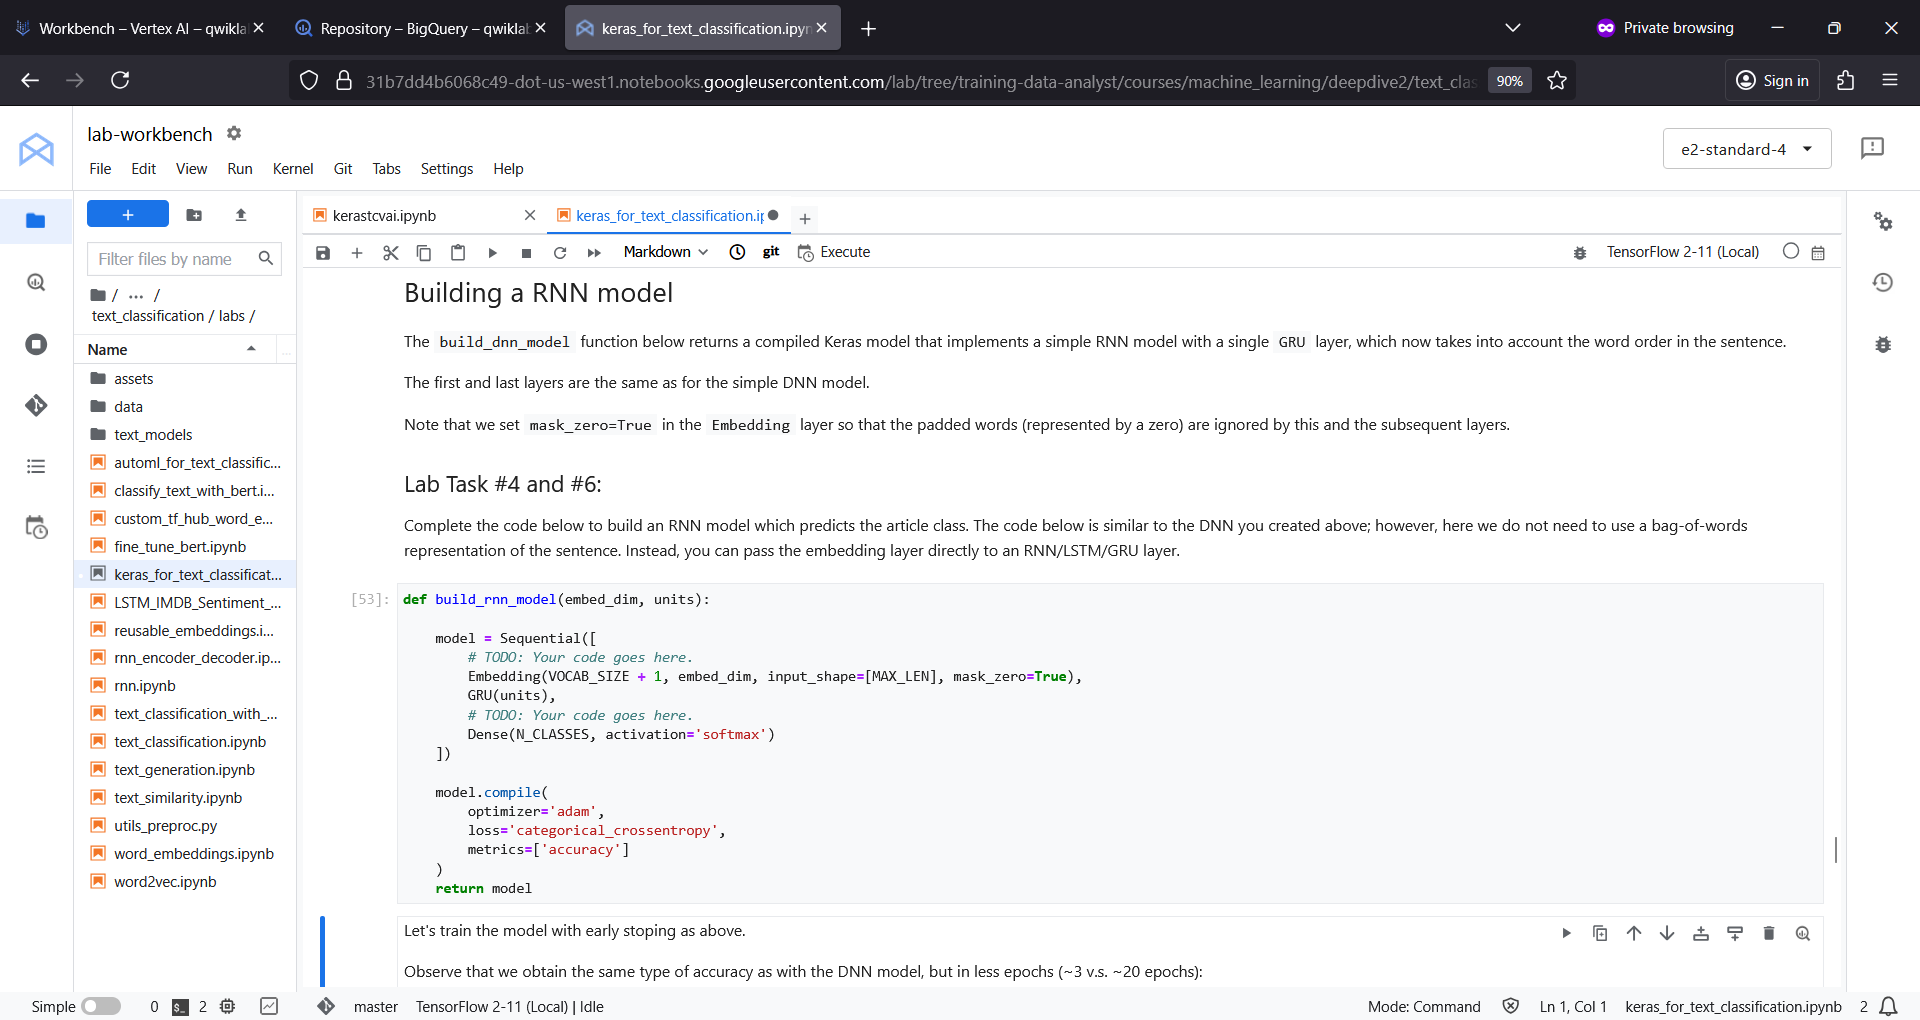 Workbench – Vertex AI – qwikla
Repository – BigQuery – qwiklab
keras_for_text_classification.ipyn
Private browsing
31b7dd4b6068c49-dot-us-west1.notebooks.googleusercontent.com/lab/tree/training-data-analyst/courses/machine_learning/deepdive2/text_clas
90%
Sign in
lab-workbench
e2-standard-4
File Edit View Run Kernel Git Tabs Settings Help
kerastcvai.ipynb
keras_for_text_classification.ip
Filter files by name
Markdown
git
Execute
TensorFlow 2-11 (Local)
/ ... /
text_classification / labs /
Name
assets
data
text_models
automl_for_text_classific...
classify_text_with_bert.i...
custom_tf_hub_word_e...
fine_tune_bert.ipynb
keras_for_text_classificat...
LSTM_IMDB_Sentiment_...
reusable_embeddings.i...
rnn_encoder_decoder.ip...
rnn.ipynb
text_classification_with_...
text_classification.ipynb
text_generation.ipynb
text_similarity.ipynb
utils_preproc.py
word_embeddings.ipynb
word2vec.ipynb
Building a RNN model
The build_dnn_model function below returns a compiled Keras model that implements a simple RNN model with a single GRU layer, which now takes into account the word order in the sentence.
The first and last layers are the same as for the simple DNN model.
Note that we set mask_zero=True in the Embedding layer so that the padded words (represented by a zero) are ignored by this and the subsequent layers.
Lab Task #4 and #6:
Complete the code below to build an RNN model which predicts the article class. The code below is similar to the DNN you created above; however, here we do not need to use a bag-of-words
representation of the sentence. Instead, you can pass the embedding layer directly to an RNN/LSTM/GRU layer.
[53]: def build_rnn_model(embed_dim, units):
model = Sequential([
# TODO: Your code goes here.
Embedding(VOCAB_SIZE + 1, embed_dim, input_shape=[MAX_LEN], mask_zero=True),
GRU(units),
# TODO: Your code goes here.
Dense(N_CLASSES, activation='softmax')
])
model.compile(
optimizer='adam',
loss='categorical_crossentropy',
metrics=['accuracy']
)
return model
Let's train the model with early stoping as above.
Observe that we obtain the same type of accuracy as with the DNN model, but in less epochs (~3 v.s. ~20 epochs):
Simple
0
2
master
TensorFlow 2-11 (Local) | Idle
Mode: Command
Ln 1, Col 1
keras_for_text_classification.ipynb
2